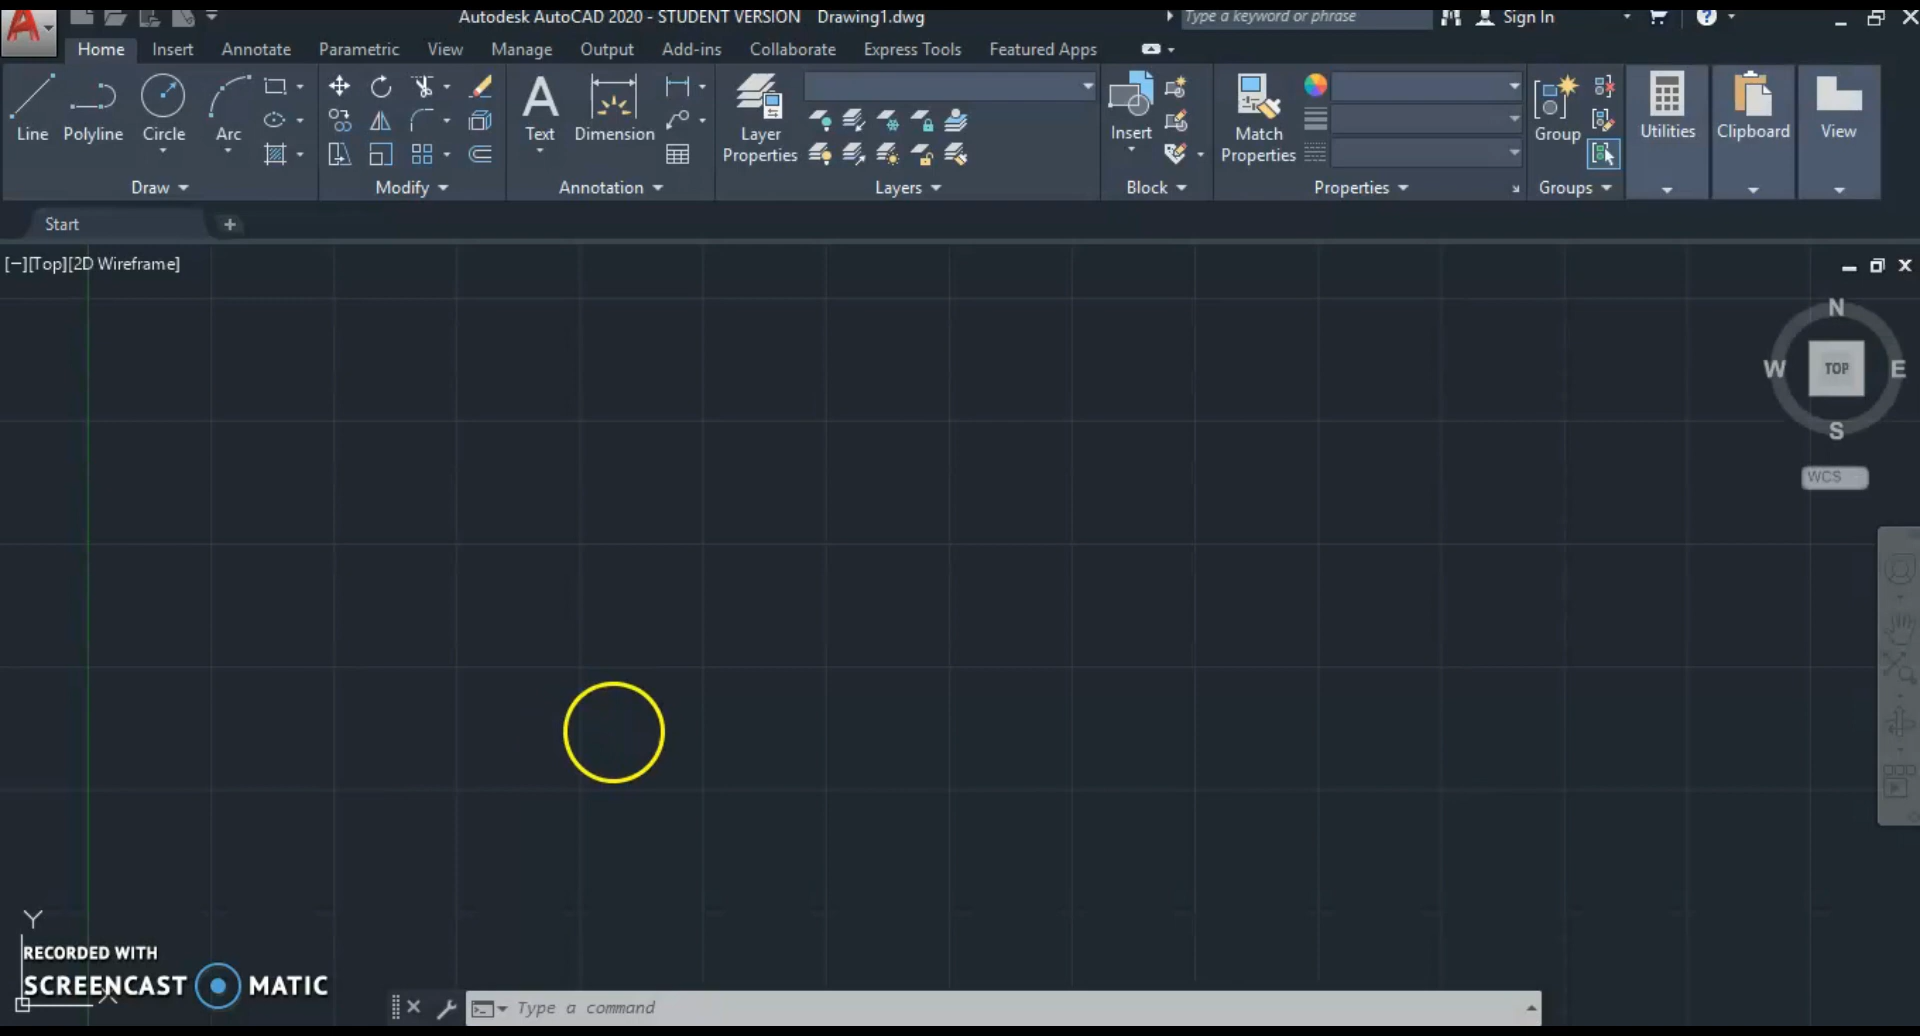 Autodesk AutoCAD 2020 - STUDENT VERSION Drawing1.dwg
Type a keyword or phrase
Sign In
Home Insert Annotate Parametric View Manage Output Add-ins Collaborate Express Tools Featured Apps
Line Polyline Circle Arc
Text Dimension
Layer Properties
Insert
Match Properties
Group
Utilities
Clipboard
View
Draw Modify Annotation Layers Block Properties Groups
Start
[−][Top][2D Wireframe]
N
W TOP E
S
WCS
Y
X
RECORDED WITH
SCREENCAST MATIC
Type a command